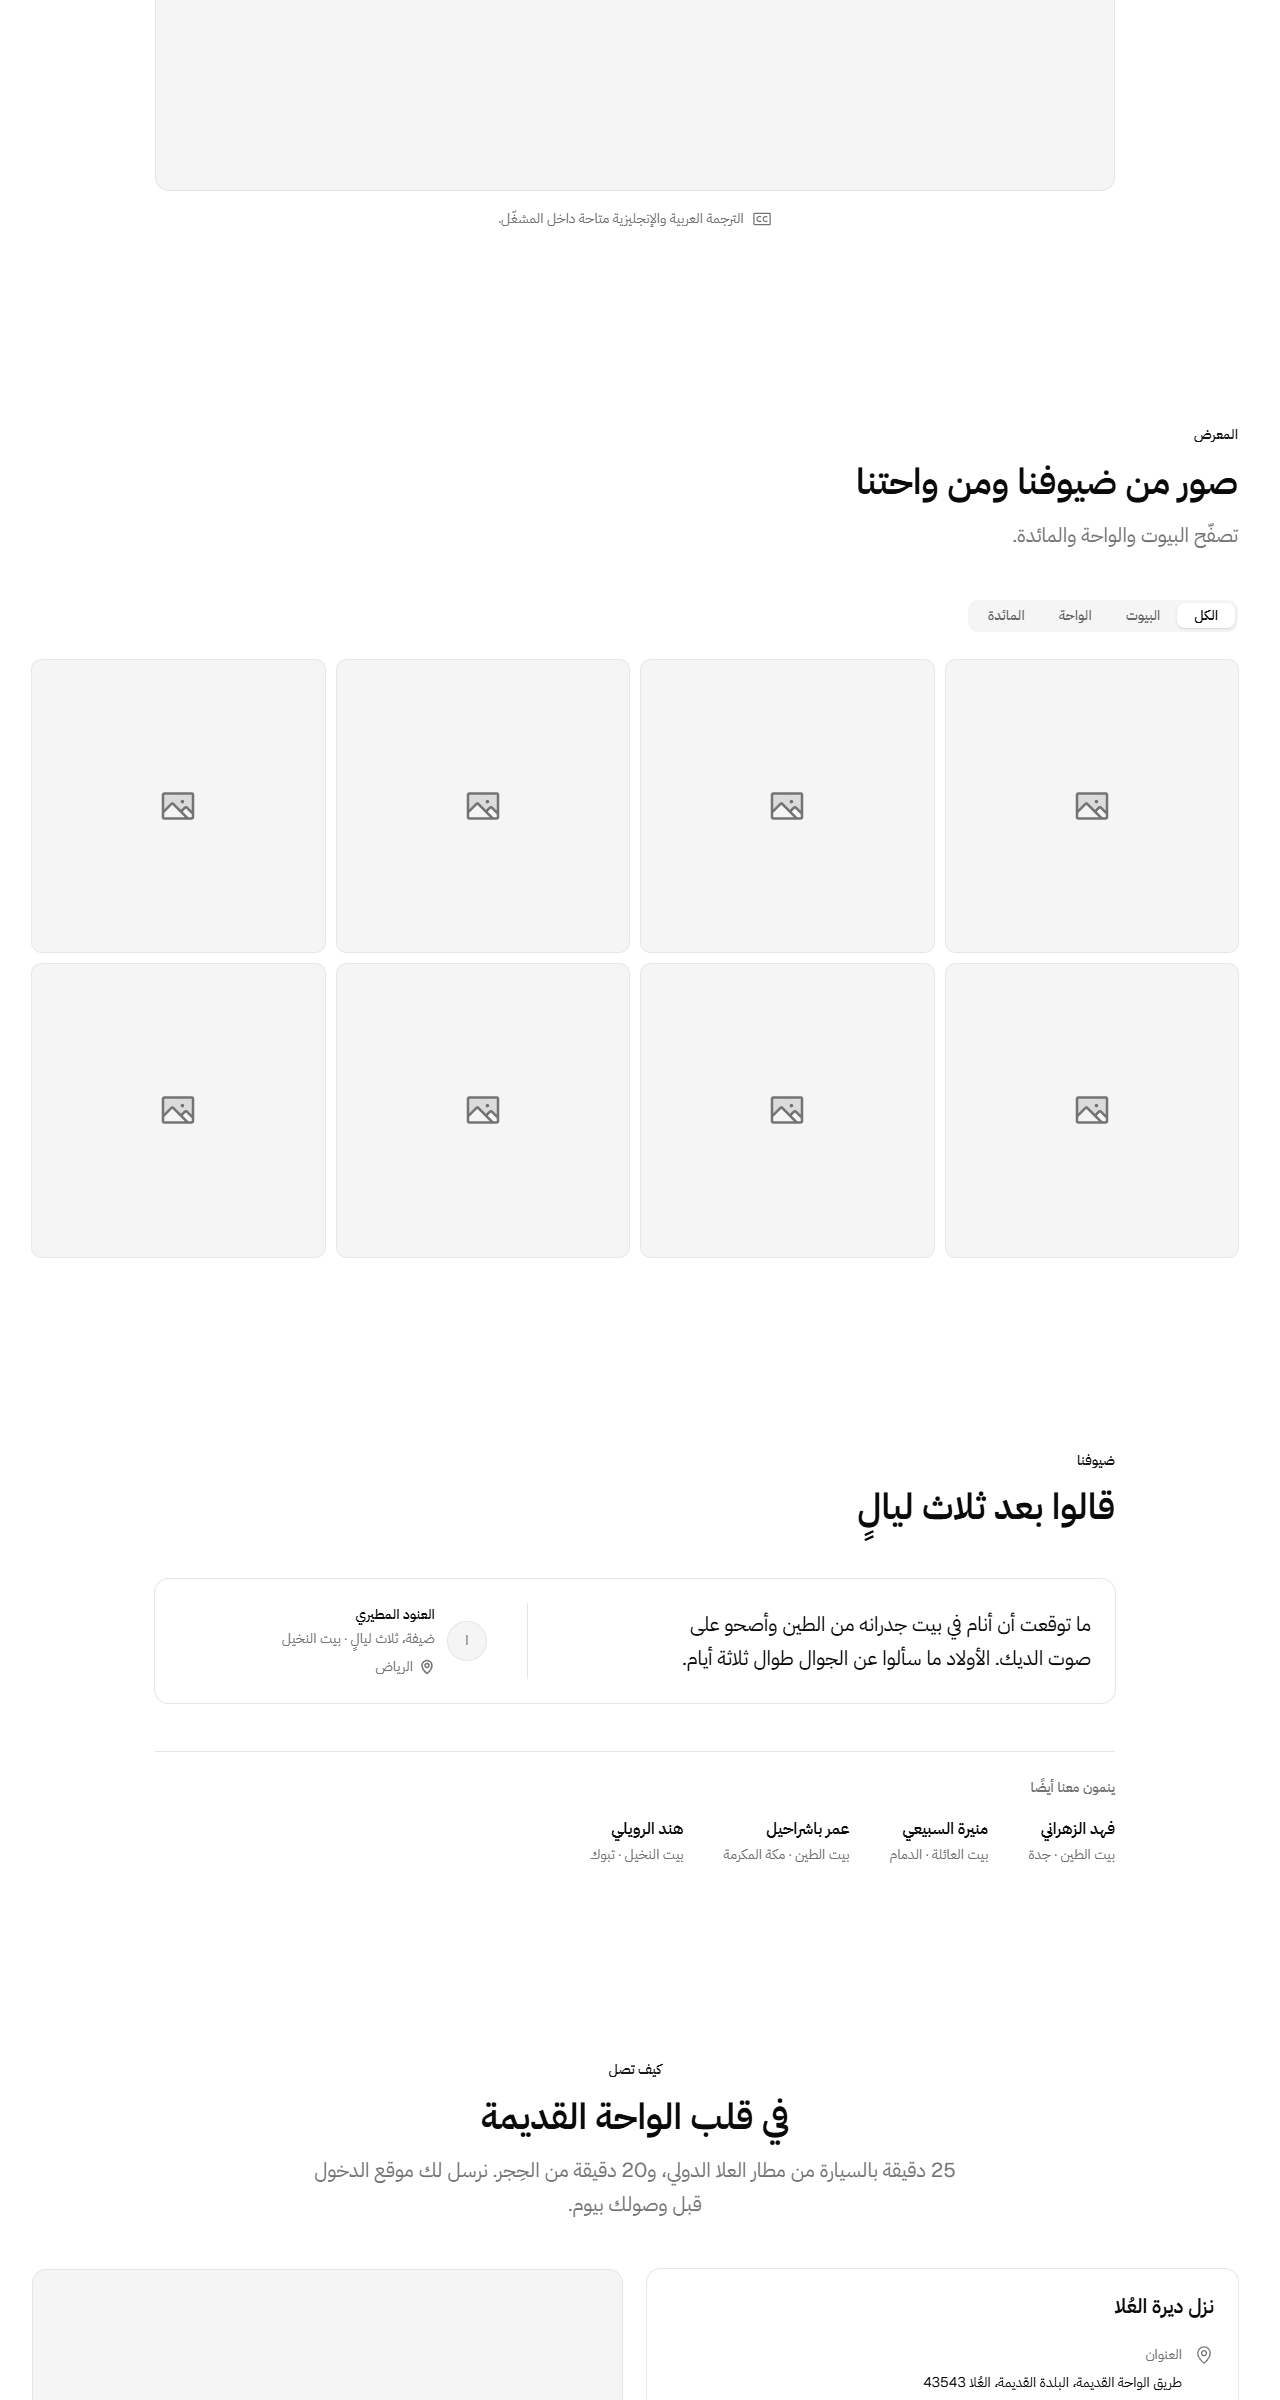 الترجمة العربية والإنجليزية متاحة داخل المشغّل.
المعرض
صور من ضيوفنا ومن واحتنا
تصفّح البيوت والواحة والمائدة.
الكل
البيوت
الواحة
المائدة
ضيوفنا
قالوا بعد ثلاث ليالٍ
ما توقعت أن أنام في بيت جدرانه من الطين وأصحو على
صوت الديك. الأولاد ما سألوا عن الجوال طوال ثلاثة أيام.
ا
العنود المطيري
ضيفة، ثلاث ليالٍ · بيت النخيل
الرياض
ينمون معنا أيضًا
فهد الزهراني
بيت الطين · جدة
منيرة السبيعي
بيت العائلة · الدمام
عمر باشراحيل
بيت الطين · مكة المكرمة
هند الرويلي
بيت النخيل · تبوك
كيف تصل
في قلب الواحة القديمة
25 دقيقة بالسيارة من مطار العلا الدولي، و20 دقيقة من الحِجر. نرسل لك موقع الدخول
قبل وصولك بيوم.
نزل ديرة العُلا
العنوان
طريق الواحة القديمة، البلدة القديمة، العُلا 43543